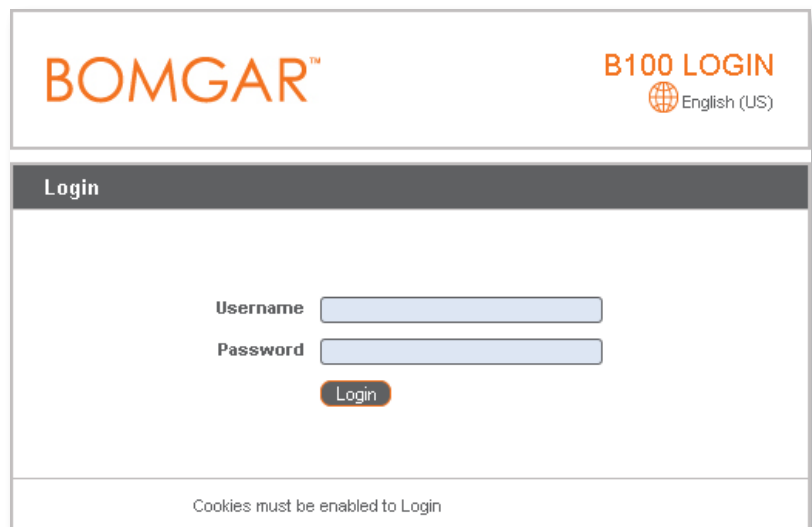 BOMGAR™
B100 LOGIN
English (US)
Login
Username
Password
Login
Cookies must be enabled to Login